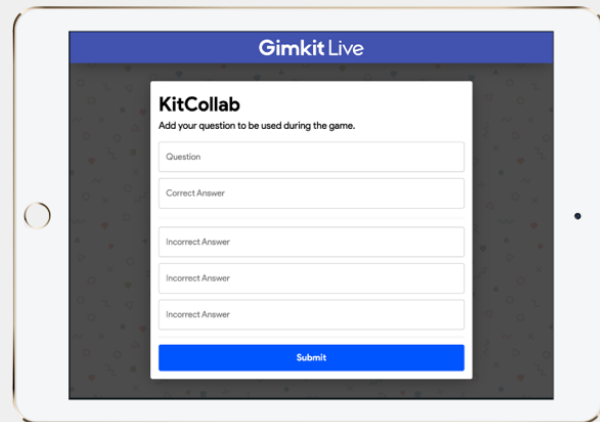 Gimkit Live
KitCollab
Add your question to be used during the game.
Question
Correct Answer
Incorrect Answer
Incorrect Answer
Incorrect Answer
Submit